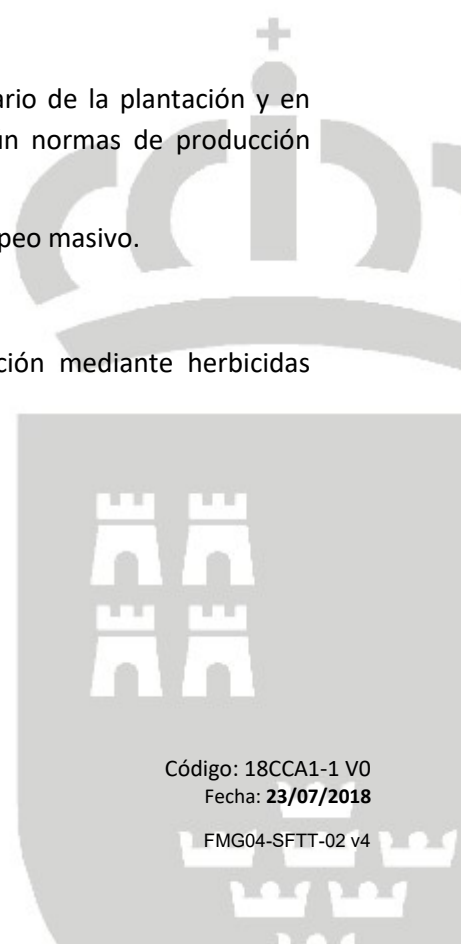 ario de la plantación y en
un normas de producción
peo masivo.
ción mediante herbicidas
Código: 18CCA1-1 V0
Fecha: 23/07/2018
FMG04-SFTT-02 v4